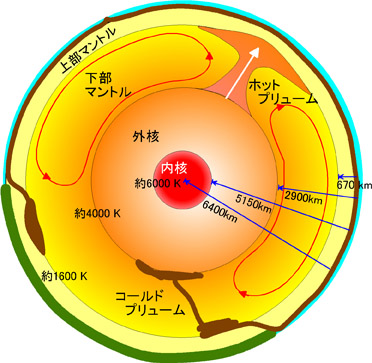 上部マントル
下部
マントル
ホット
プリューム
外核
内核
約6000 K
670 km
2900km
5150km
6400km
約4000 K
約1600 K
コールド
プリューム